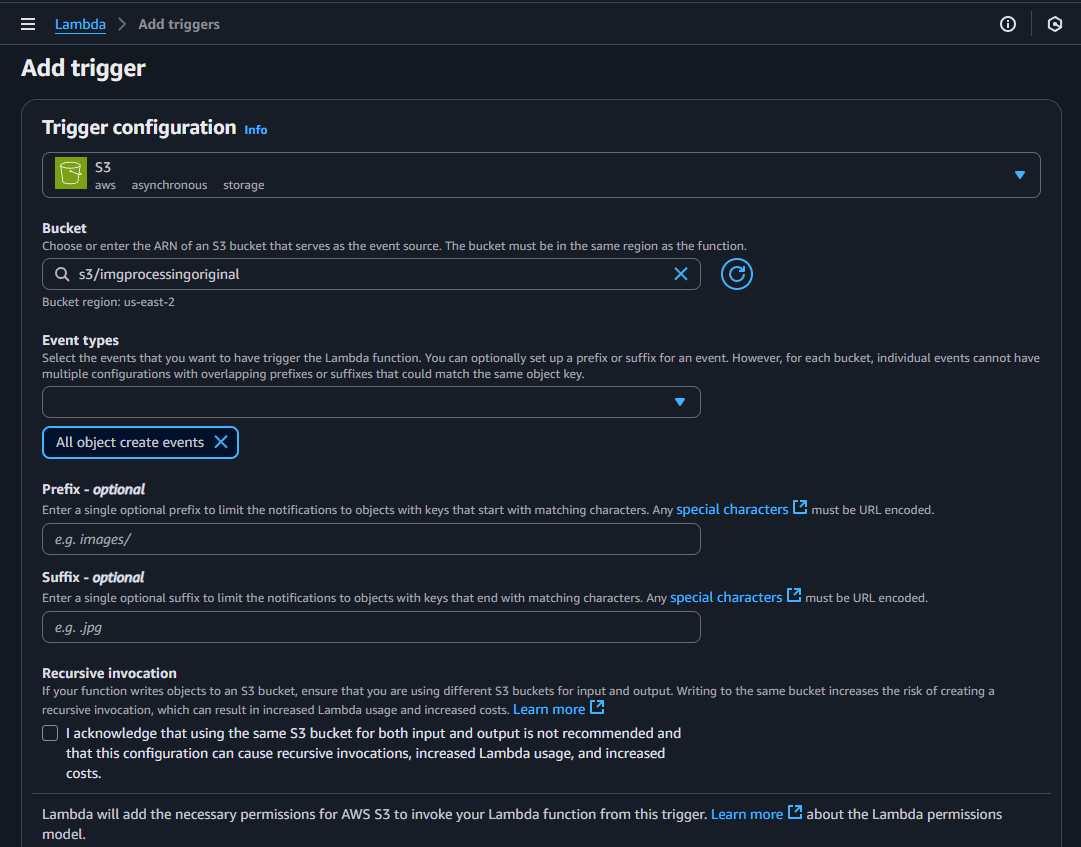 Lambda > Add triggers
Add trigger
Trigger configuration Info
S3
aws asynchronous storage
Bucket
Choose or enter the ARN of an S3 bucket that serves as the event source. The bucket must be in the same region as the function.
s3/imgprocessingoriginal
Bucket region: us-east-2
Event types
Select the events that you want to have trigger the Lambda function. You can optionally set up a prefix or suffix for an event. However, for each bucket, individual events cannot have
multiple configurations with overlapping prefixes or suffixes that could match the same object key.
All object create events
Prefix - optional
Enter a single optional prefix to limit the notifications to objects with keys that start with matching characters. Any special characters must be URL encoded.
e.g. images/
Suffix - optional
Enter a single optional suffix to limit the notifications to objects with keys that end with matching characters. Any special characters must be URL encoded.
e.g. .jpg
Recursive invocation
If your function writes objects to an S3 bucket, ensure that you are using different S3 buckets for input and output. Writing to the same bucket increases the risk of creating a
recursive invocation, which can result in increased Lambda usage and increased costs. Learn more
I acknowledge that using the same S3 bucket for both input and output is not recommended and
that this configuration can cause recursive invocations, increased Lambda usage, and increased
costs.
Lambda will add the necessary permissions for AWS S3 to invoke your Lambda function from this trigger. Learn more about the Lambda permissions
model.